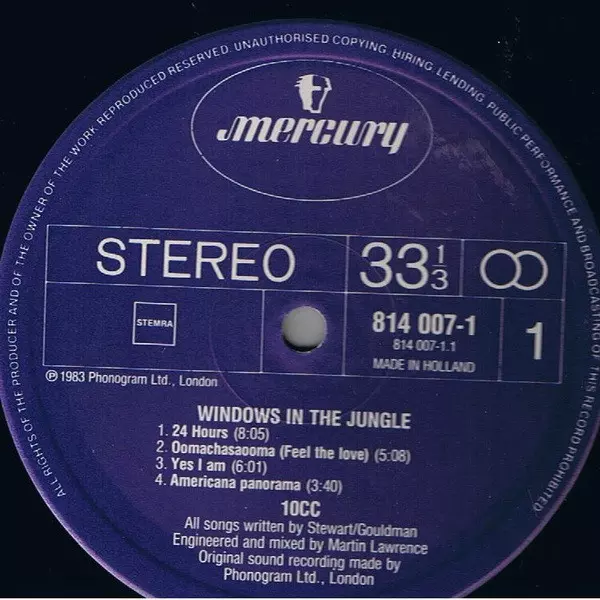 ALL RIGHTS OF THE PRODUCER AND OF THE OWNER OF THE WORK REPRODUCED RESERVED. UNAUTHORISED COPYING, HIRING, LENDING, PUBLIC PERFORMANCE AND BROADCASTING OF THIS RECORD PROHIBITED
mercury
STEREO
33 1/3
STEMRA
814 007-1
814 007-1.1
MADE IN HOLLAND
1
℗ 1983 Phonogram Ltd., London
WINDOWS IN THE JUNGLE
1. 24 Hours (8:05)
2. Oomachasaooma (Feel the love) (5:08)
3. Yes I am (6:01)
4. Americana panorama (3:40)
10CC
All songs written by Stewart/Gouldman
Engineered and mixed by Martin Lawrence
Original sound recording made by
Phonogram Ltd., London